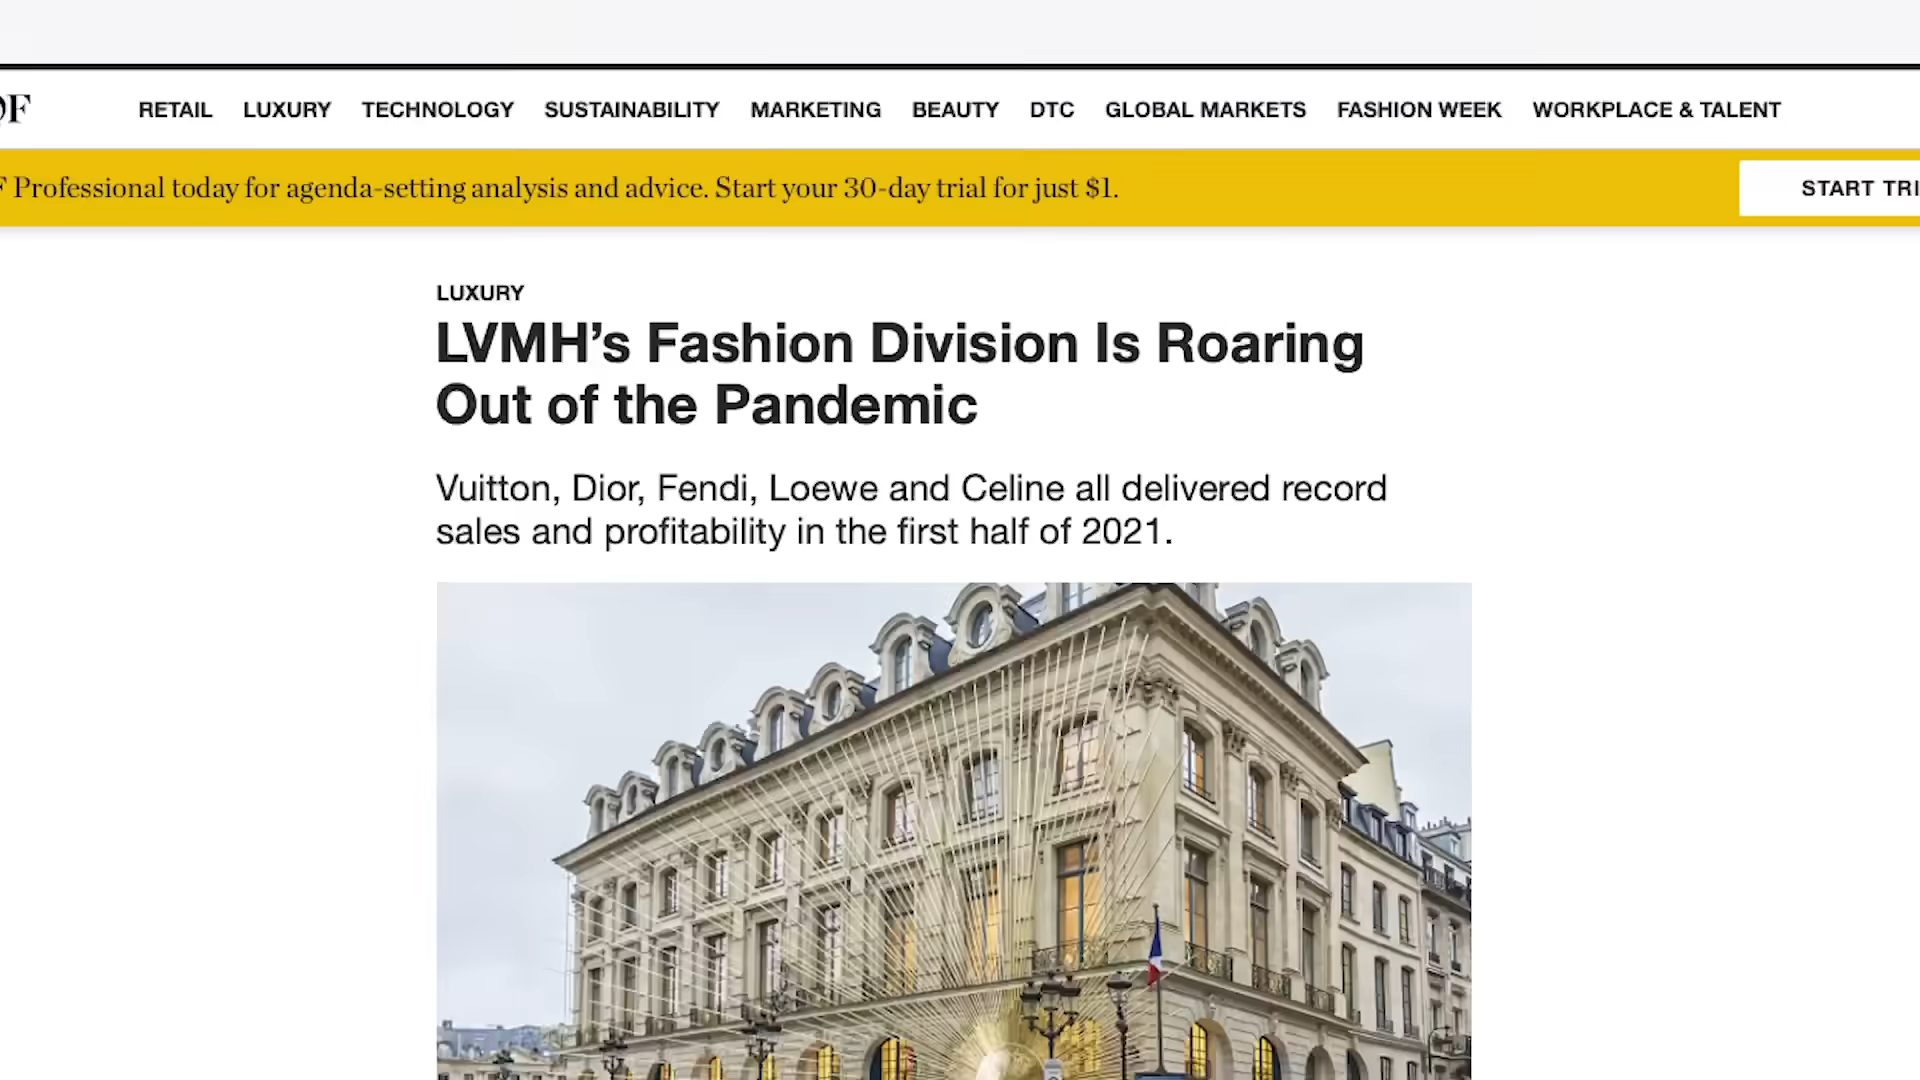 RETAIL LUXURY TECHNOLOGY SUSTAINABILITY MARKETING BEAUTY DTC GLOBAL MARKETS FASHION WEEK WORKPLACE & TALENT
F Professional today for agenda-setting analysis and advice. Start your 30-day trial for just $1.
START TRI
LUXURY
LVMH’s Fashion Division Is Roaring
Out of the Pandemic
Vuitton, Dior, Fendi, Loewe and Celine all delivered record
sales and profitability in the first half of 2021.